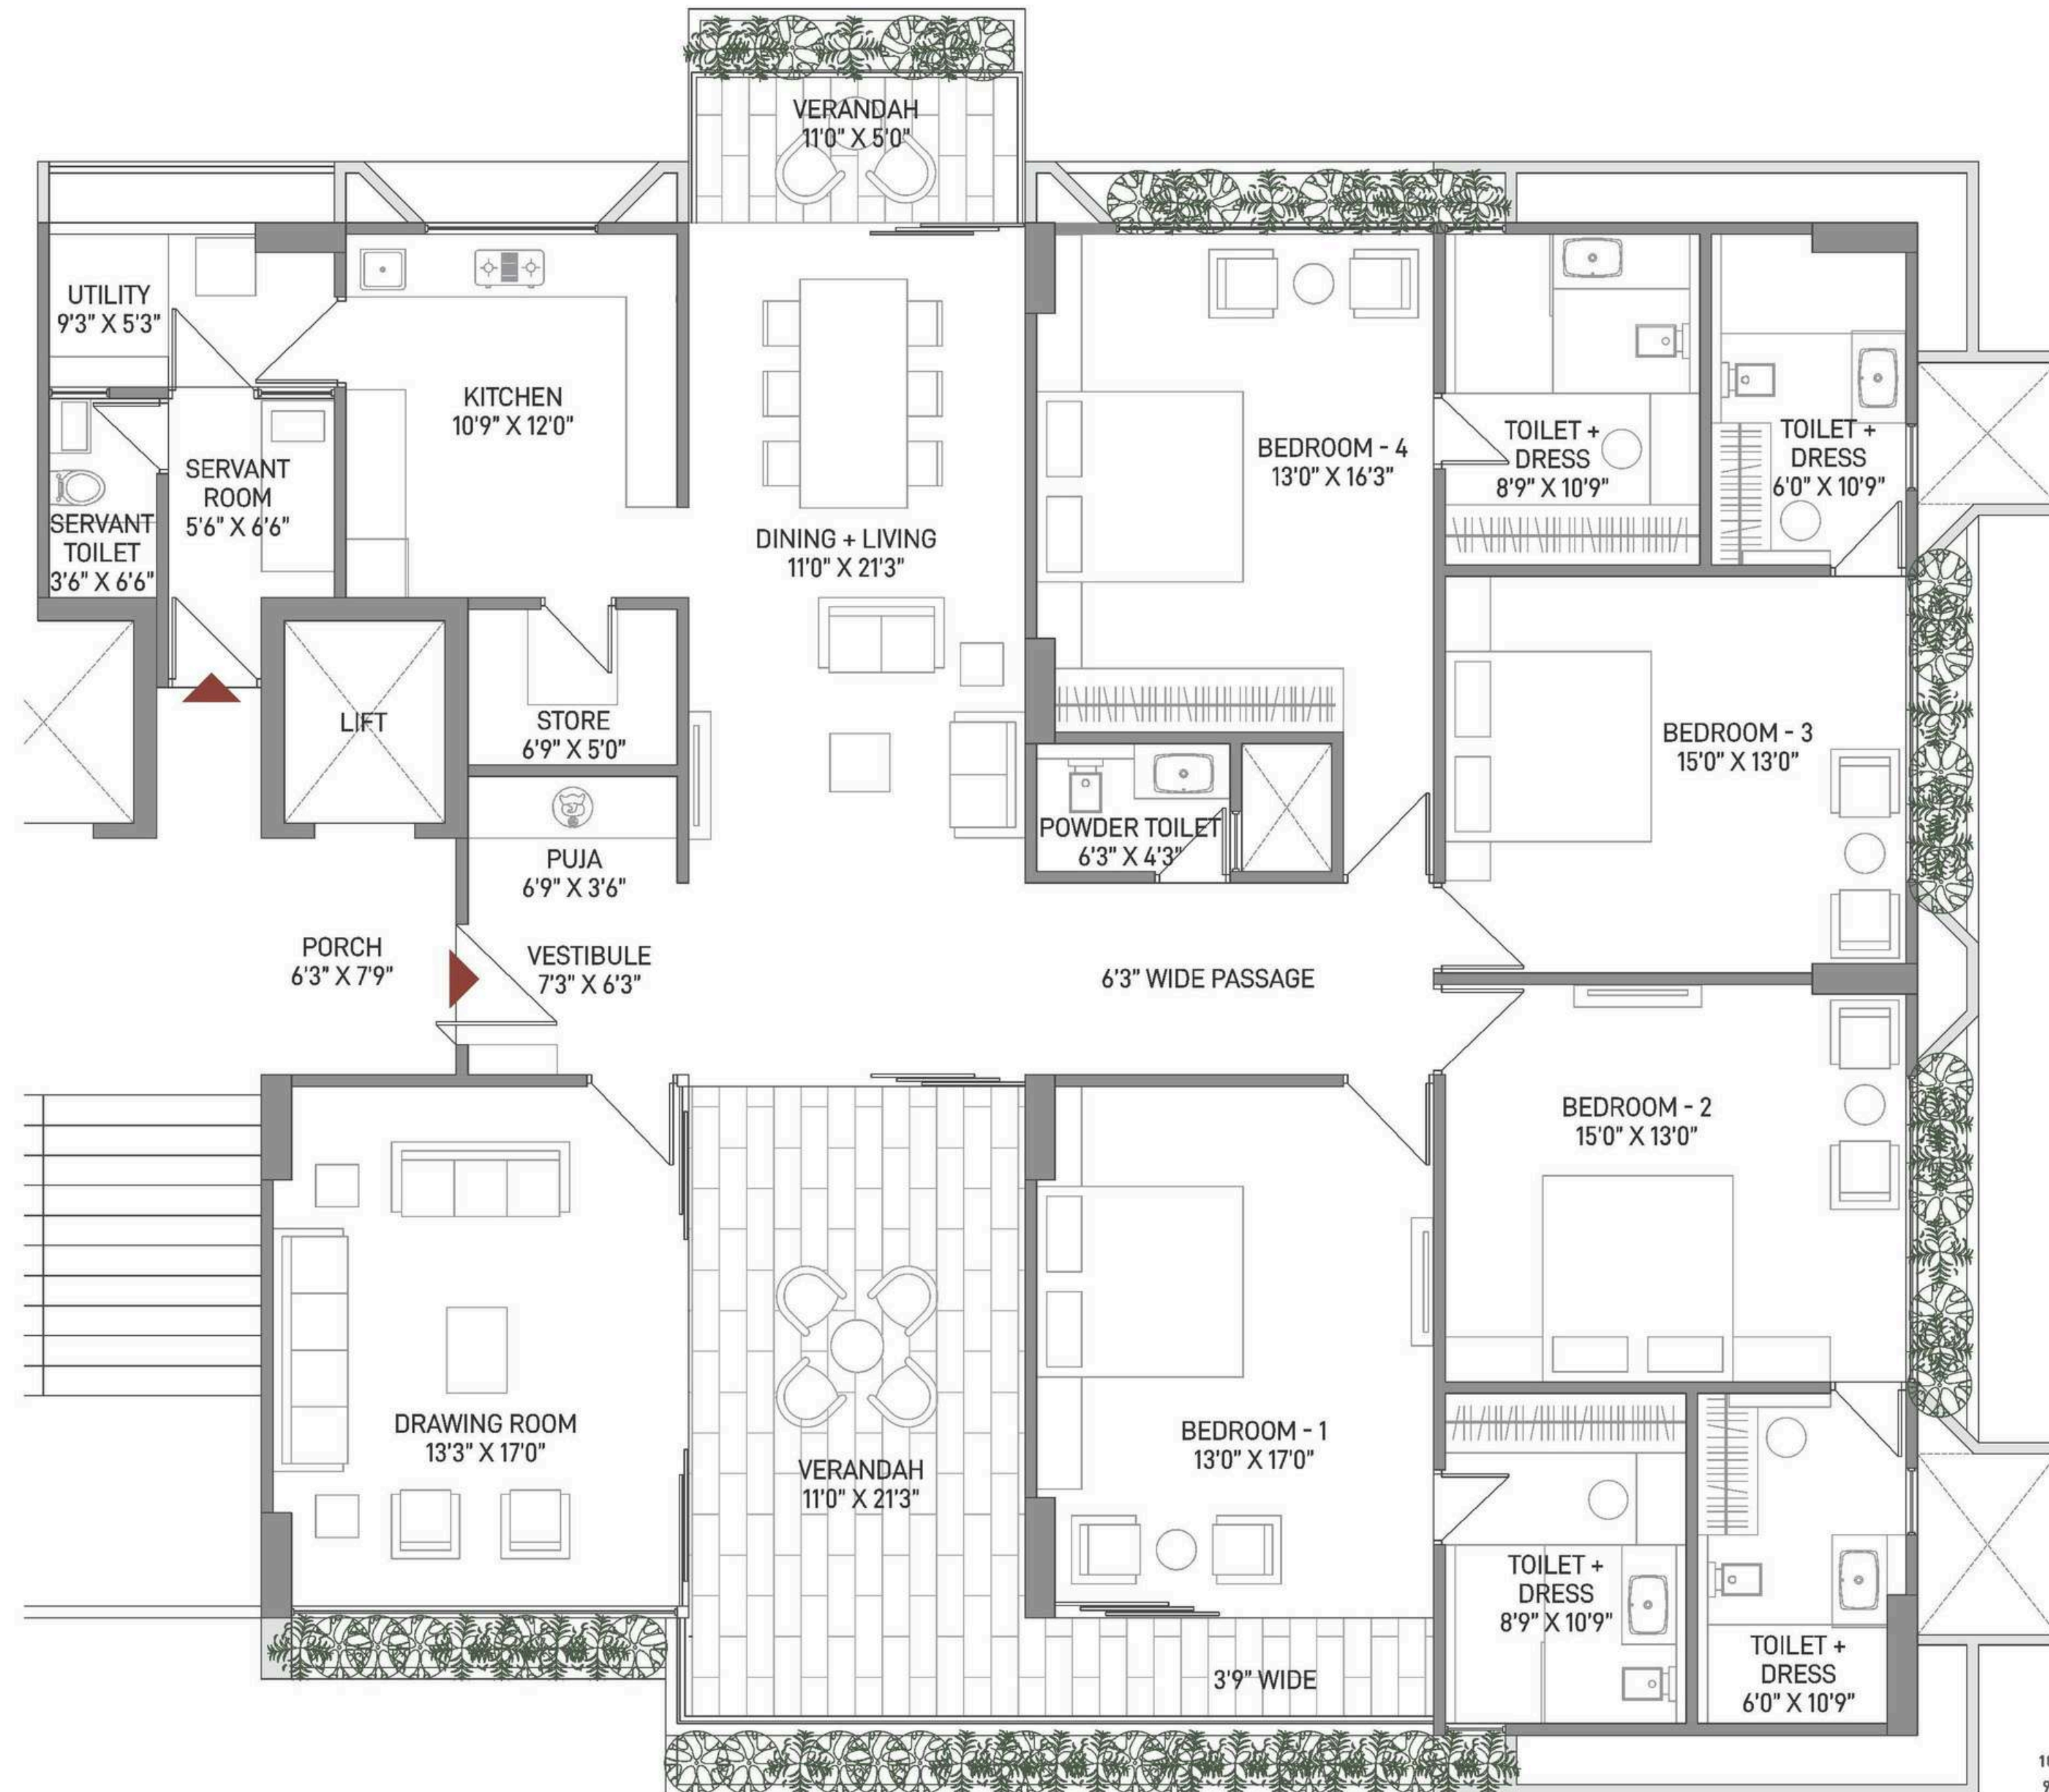 VERANDAH
11'0" X 5'0"
UTILITY
9'3" X 5'3"
KITCHEN
10'9" X 12'0"
SERVANT
ROOM
5'6" X 6'6"
SERVANT
TOILET
3'6" X 6'6"
DINING + LIVING
11'0" X 21'3"
BEDROOM - 4
13'0" X 16'3"
TOILET +
DRESS
8'9" X 10'9"
TOILET +
DRESS
6'0" X 10'9"
LIFT
STORE
6'9" X 5'0"
BEDROOM - 3
15'0" X 13'0"
POWDER TOILET
6'3" X 4'3"
PUJA
6'9" X 3'6"
PORCH
6'3" X 7'9"
VESTIBULE
7'3" X 6'3"
6'3" WIDE PASSAGE
BEDROOM - 2
15'0" X 13'0"
DRAWING ROOM
13'3" X 17'0"
VERANDAH
11'0" X 21'3"
BEDROOM - 1
13'0" X 17'0"
TOILET +
DRESS
8'9" X 10'9"
TOILET +
DRESS
6'0" X 10'9"
3'9" WIDE